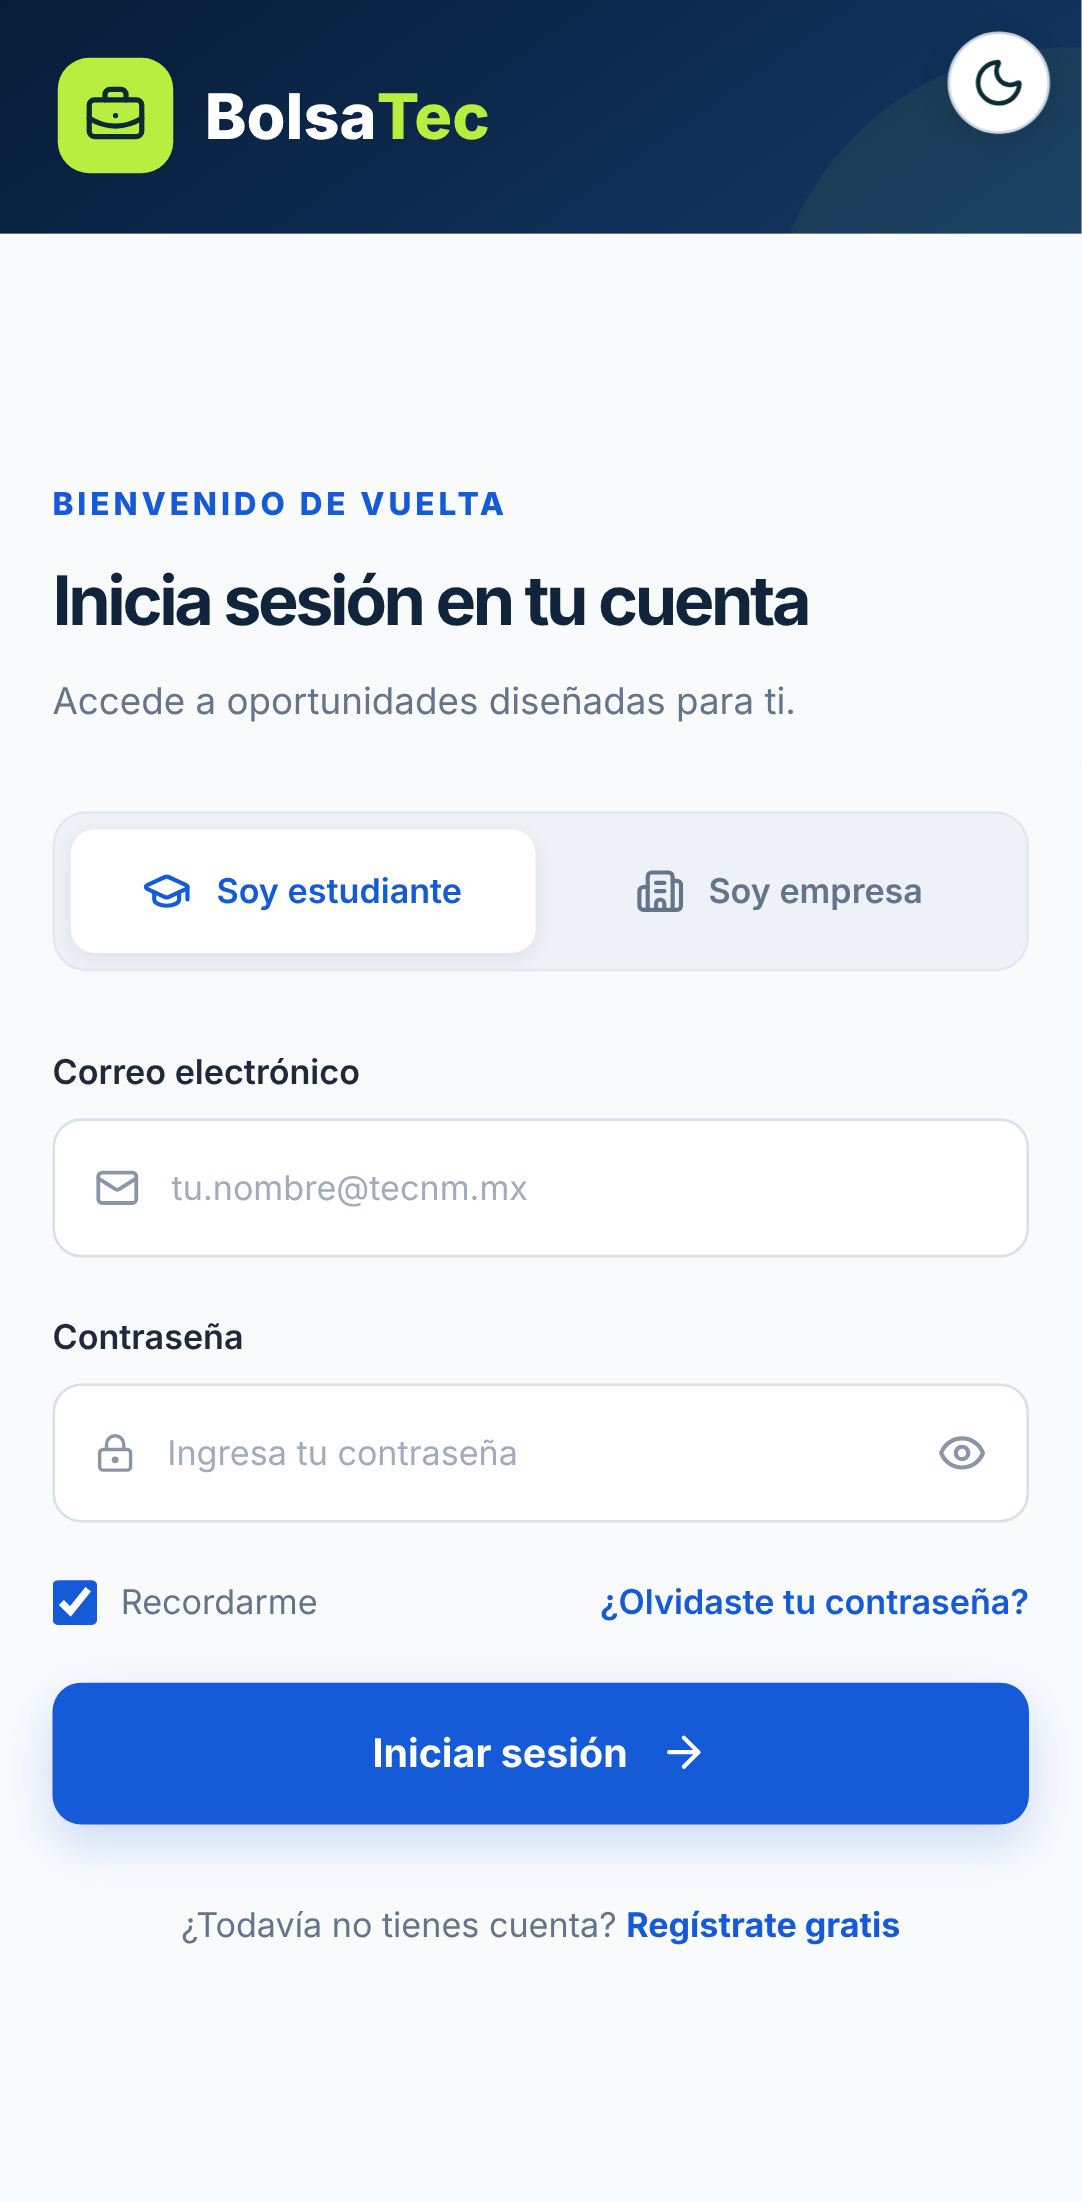 BolsaTec
BIENVENIDO DE VUELTA
Inicia sesión en tu cuenta
Accede a oportunidades diseñadas para ti.
Soy estudiante
Soy empresa
Correo electrónico
tu.nombre@tecnm.mx
Contraseña
Ingresa tu contraseña
Recordarme
¿Olvidaste tu contraseña?
Iniciar sesión
¿Todavía no tienes cuenta? Regístrate gratis